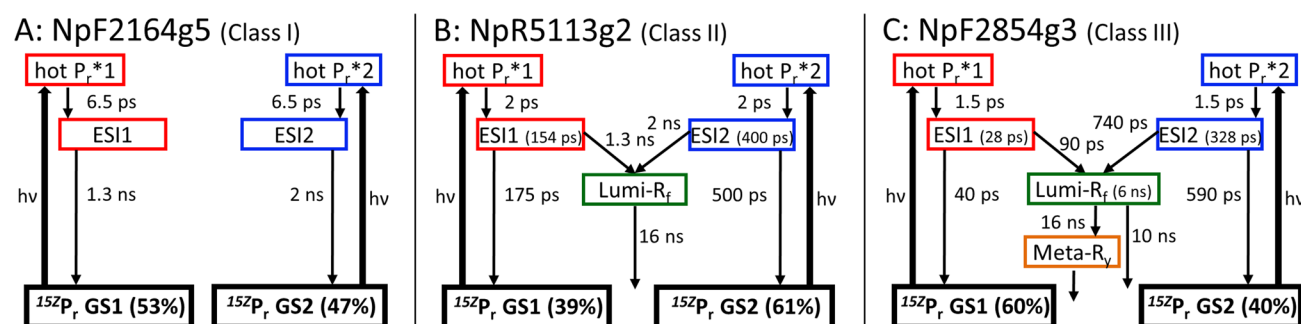 A: NpF2164g5 (Class I)
hot Pr*1
hot Pr*2
6.5 ps
6.5 ps
ESI1
ESI2
hν
1.3 ns
2 ns
hν
15ZPr GS1 (53%)
15ZPr GS2 (47%)
B: NpR5113g2 (Class II)
hot Pr*1
hot Pr*2
2 ps
2 ps
ESI1 (154 ps)
1.3 ns
2 ns
ESI2 (400 ps)
Lumi-Rf
hν
175 ps
500 ps
hν
16 ns
15ZPr GS1 (39%)
15ZPr GS2 (61%)
C: NpF2854g3 (Class III)
hot Pr*1
hot Pr*2
1.5 ps
1.5 ps
ESI1 (28 ps)
90 ps
740 ps
ESI2 (328 ps)
Lumi-Rf (6 ns)
hν
40 ps
590 ps
hν
16 ns
10 ns
Meta-Ry
15ZPr GS1 (60%)
15ZPr GS2 (40%)